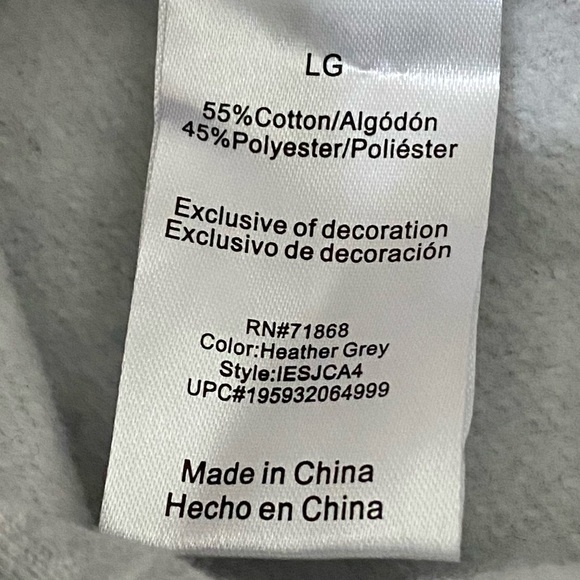 LG
55%Cotton/Algódón
45%Polyester/Poliéster
Exclusive of decoration
Exclusivo de decoración
RN#71868
Color:Heather Grey
Style:IESJCA4
UPC#195932064999
Made in China
Hecho en China